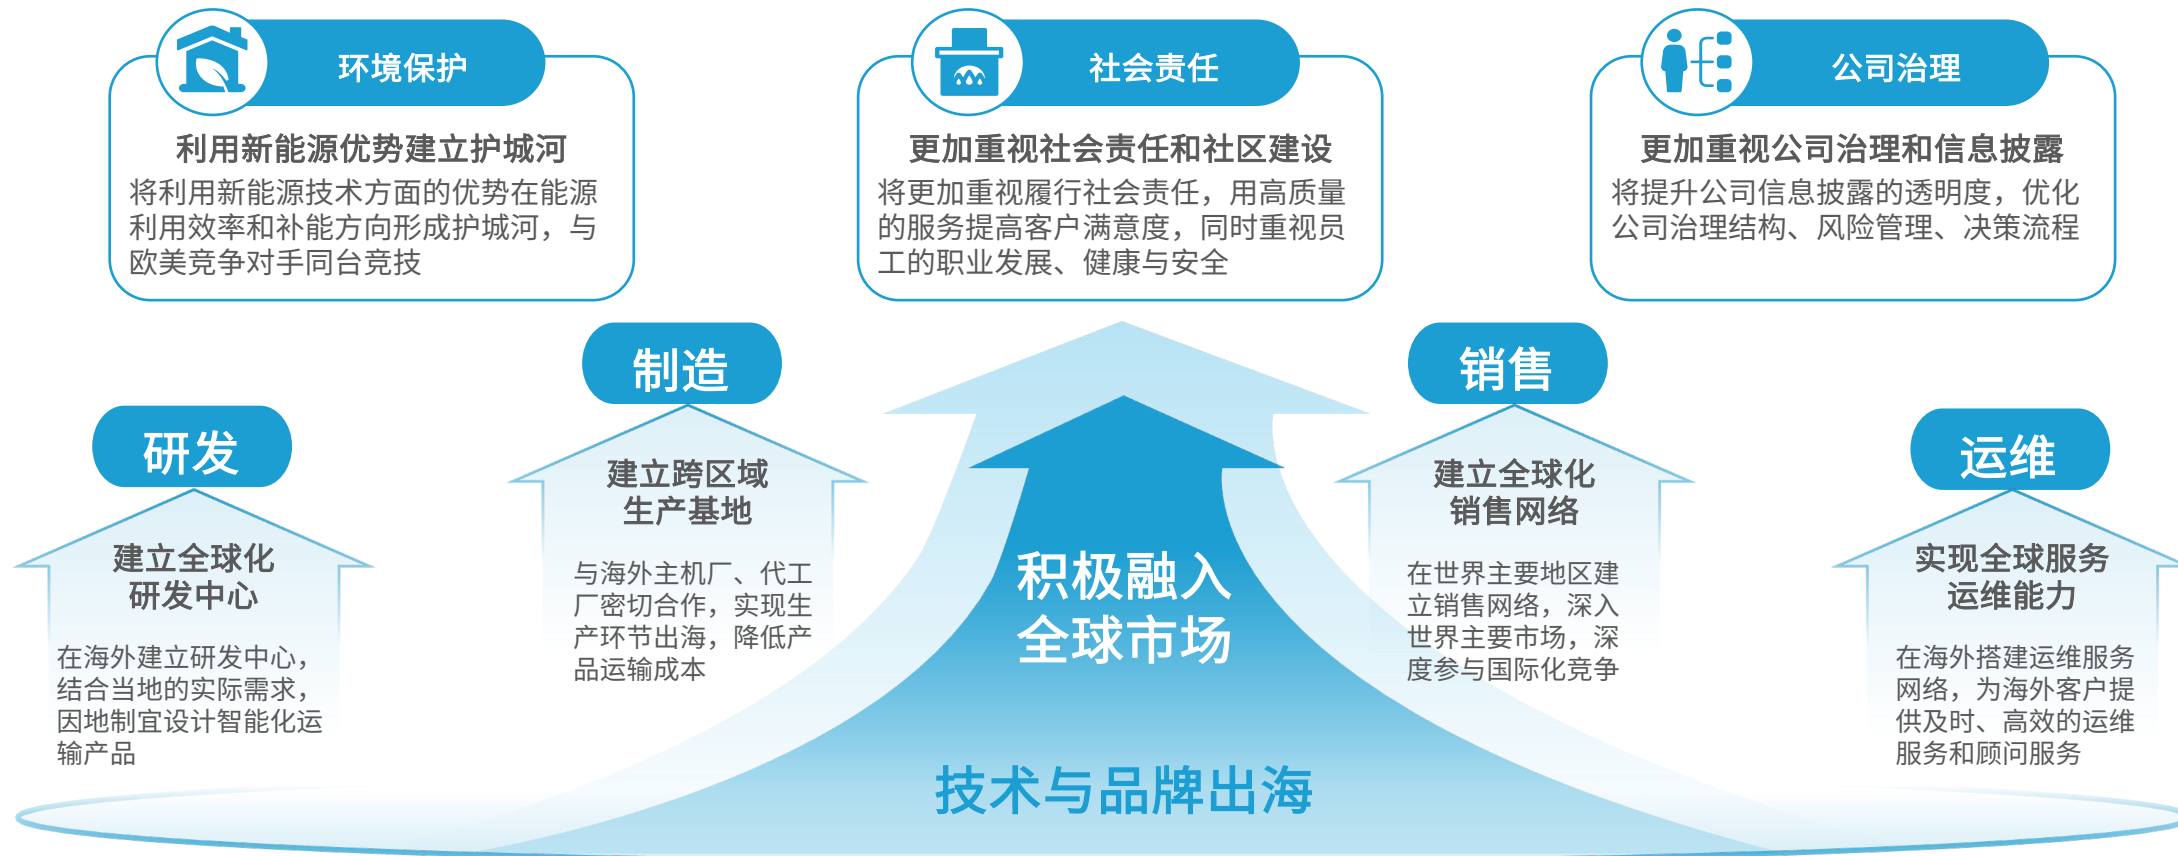 环境保护
利用新能源优势建立护城河
将利用新能源技术方面的优势在能源
利用效率和补能方向形成护城河，与
欧美竞争对手同台竞技
社会责任
更加重视社会责任和社区建设
将更加重视履行社会责任，用高质量
的服务提高客户满意度，同时重视员
工的职业发展、健康与安全
公司治理
更加重视公司治理和信息披露
将提升公司信息披露的透明度，优化
公司治理结构、风险管理、决策流程
研发
建立全球化
研发中心
在海外建立研发中心，
结合当地的实际需求，
因地制宜设计智能化运
输产品
制造
建立跨区域
生产基地
与海外主机厂、代工
厂密切合作，实现生
产环节出海，降低产
品运输成本
积极融入
全球市场
技术与品牌出海
销售
建立全球化
销售网络
在世界主要地区建
立销售网络，深入
世界主要市场，深
度参与国际化竞争
运维
实现全球服务
运维能力
在海外搭建运维服务
网络，为海外客户提
供及时、高效的运维
服务和顾问服务